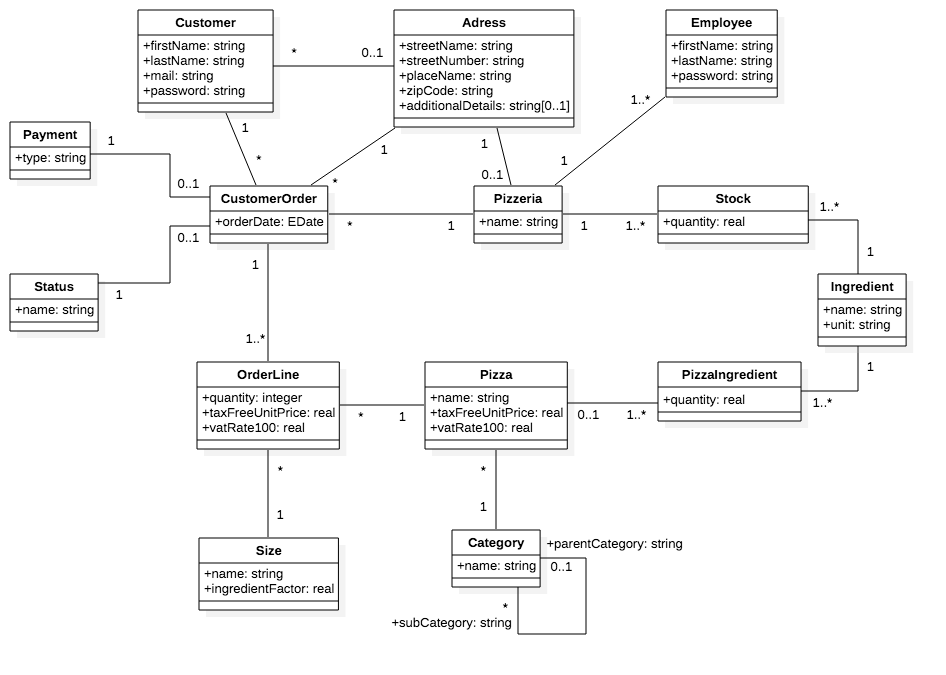 Customer
+firstName: string
+lastName: string
+mail: string
+password: string
*
0..1
Adress
+streetName: string
+streetNumber: string
+placeName: string
+zipCode: string
+additionalDetails: string[0..1]
Employee
+firstName: string
+lastName: string
+password: string
1..*
1
Payment
+type: string
1
0..1
1
*
1
*
1
0..1
CustomerOrder
+orderDate: EDate
*
1
Pizzeria
+name: string
1
1..*
Stock
+quantity: real
1..*
1
Status
+name: string
1
0..1
1
1..*
Ingredient
+name: string
+unit: string
1
1..*
OrderLine
+quantity: integer
+taxFreeUnitPrice: real
+vatRate100: real
*
1
Pizza
+name: string
+taxFreeUnitPrice: real
+vatRate100: real
0..1
1..*
PizzaIngredient
+quantity: real
*
1
*
1
Size
+name: string
+ingredientFactor: real
Category
+name: string
+parentCategory: string
0..1
*
+subCategory: string